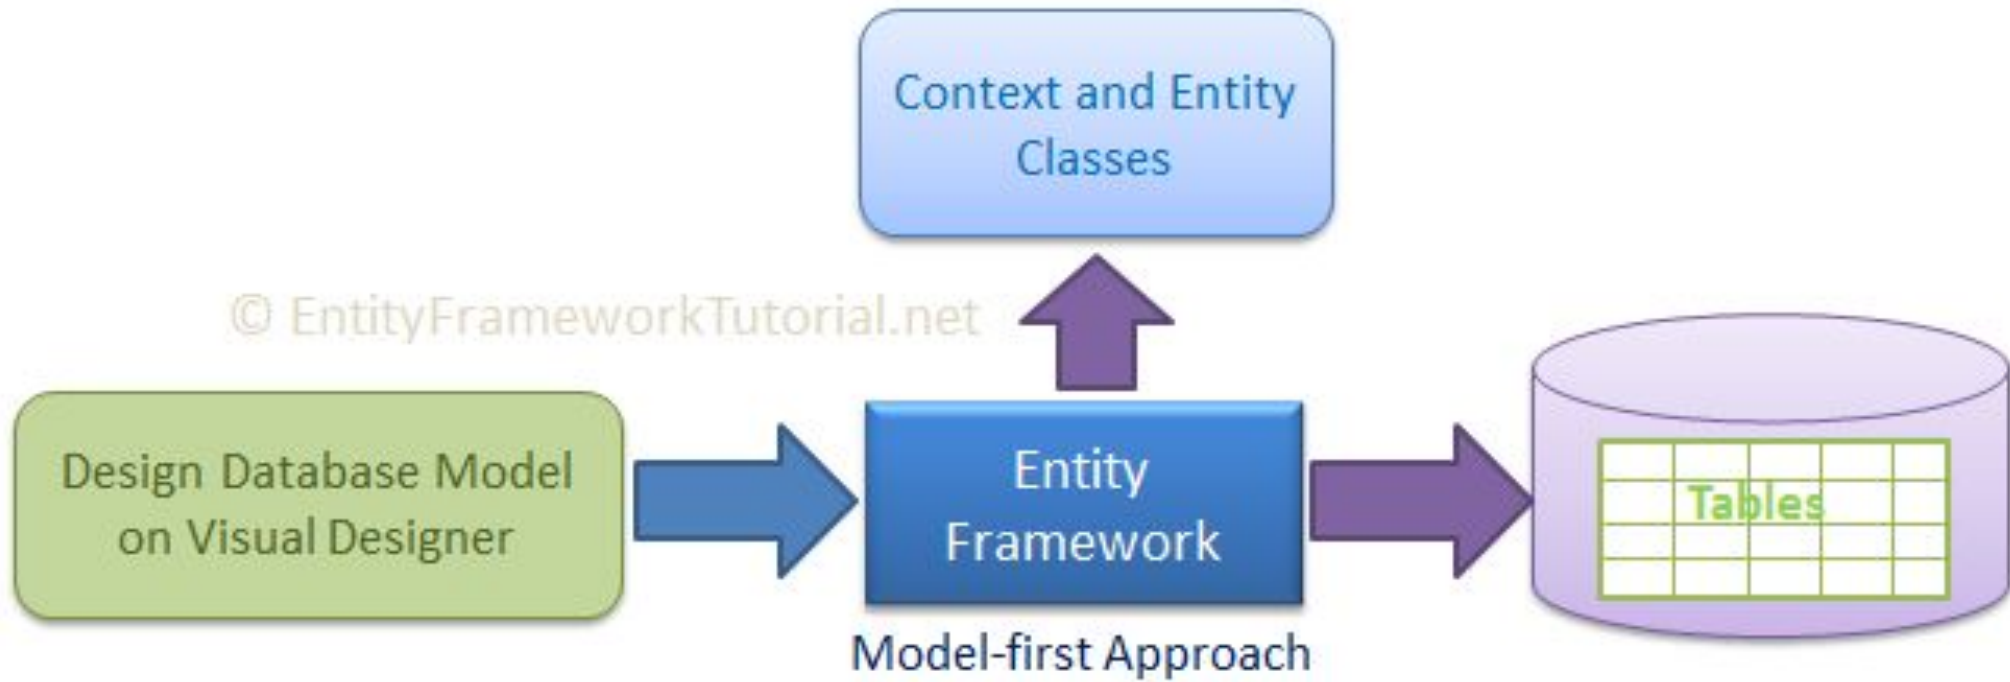 Context and Entity
Classes
© EntityFrameworkTutorial.net
Design Database Model
on Visual Designer
Entity
Framework
Tables
Model-first Approach